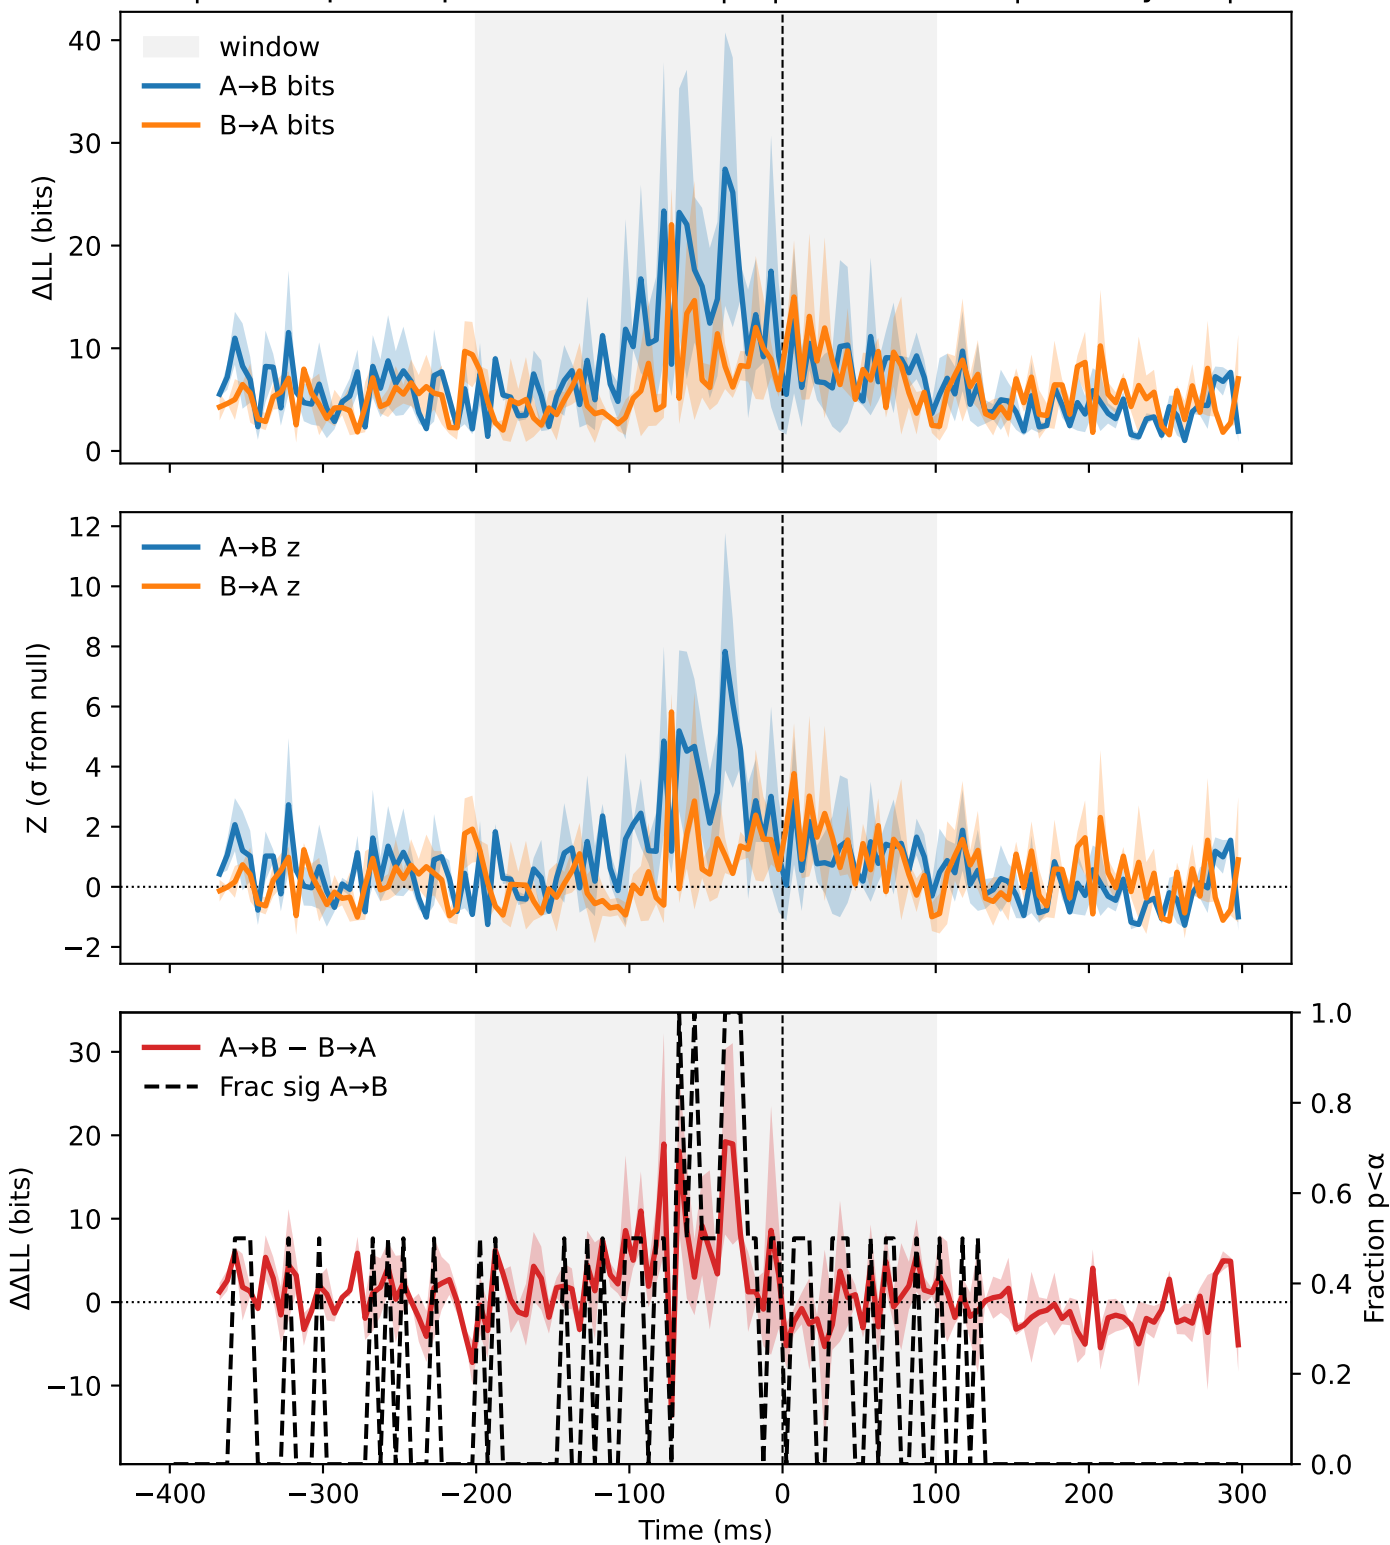 40
30
20
10
0
ΔLL (bits)
window
A→B bits
B→A bits
12
10
8
6
4
2
0
−2
Z (σ from null)
A→B z
B→A z
30
20
10
0
−10
ΔΔLL (bits)
A→B − B→A
Frac sig A→B
1.0
0.8
0.6
0.4
0.2
0.0
Fraction p<α
−400
−300
−200
−100
0
100
200
300
Time (ms)